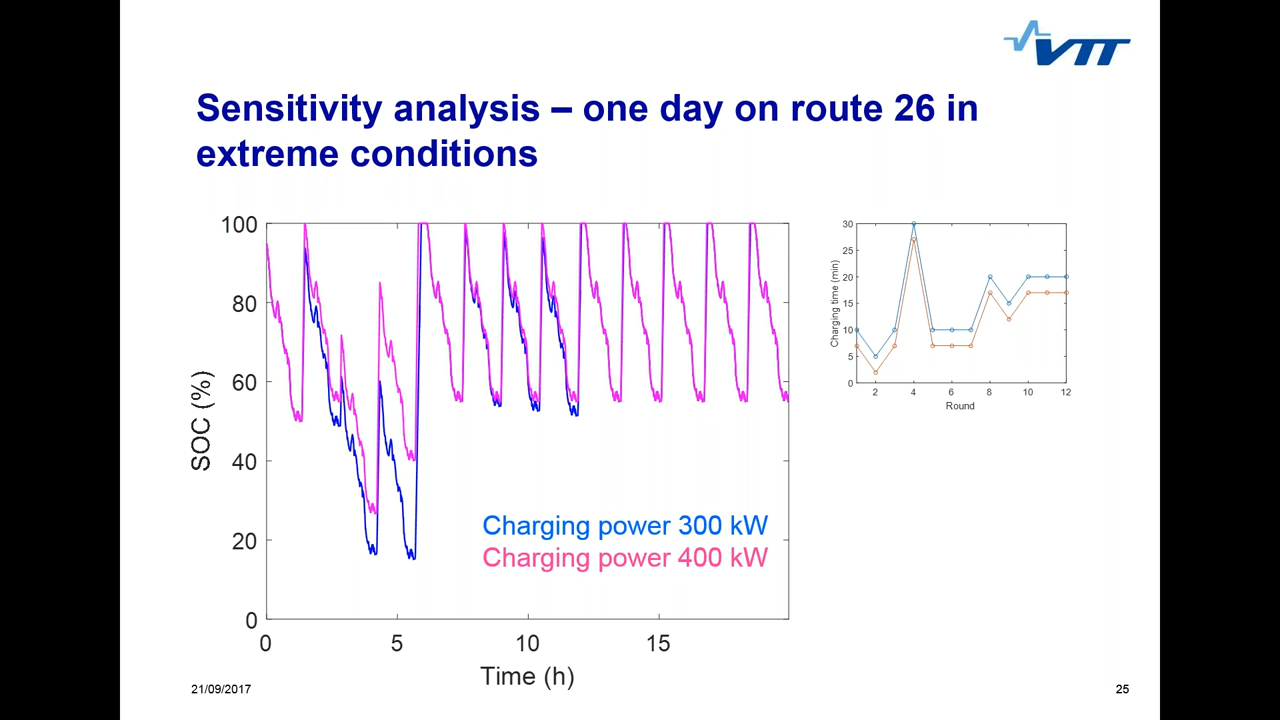 VTT
Sensitivity analysis – one day on route 26 in
extreme conditions
100
80
60
40
20
0
SOC (%)
0
5
10
15
Time (h)
Charging power 300 kW
Charging power 400 kW
30
25
20
15
10
5
0
Charging time (min)
2
4
6
8
10
12
Round
21/09/2017
25